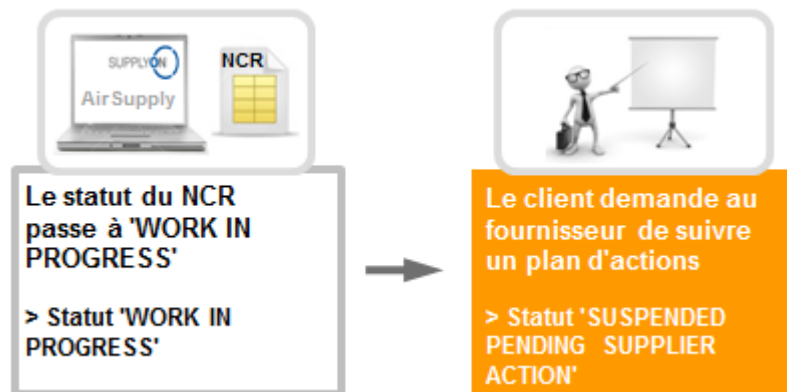 SUPPLYON
AirSupply
NCR
Le statut du NCR
passe à 'WORK IN
PROGRESS'
> Statut 'WORK IN
PROGRESS'
Le client demande au
fournisseur de suivre
un plan d'actions
> Statut 'SUSPENDED
PENDING SUPPLIER
ACTION'